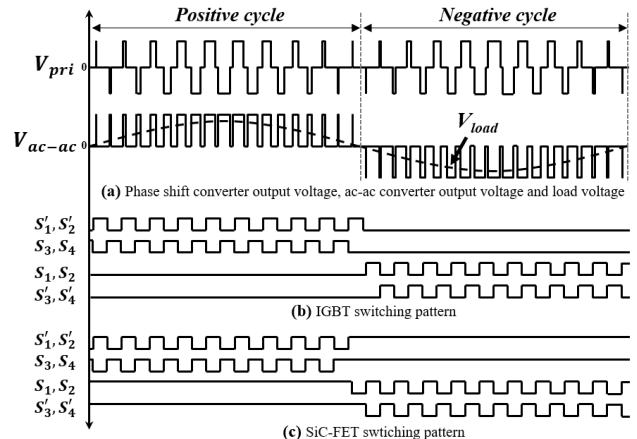 Positive cycle Negative cycle
V_pri 0
V_ac−ac 0
V_load
(a) Phase shift converter output voltage, ac-ac converter output voltage and load voltage
S′_1, S′_2
S_3, S_4
S_1, S_2
S′_3, S′_4
(b) IGBT switching pattern
S′_1, S′_2
S_3, S_4
S_1, S_2
S′_3, S′_4
(c) SiC-FET swtiching pattern